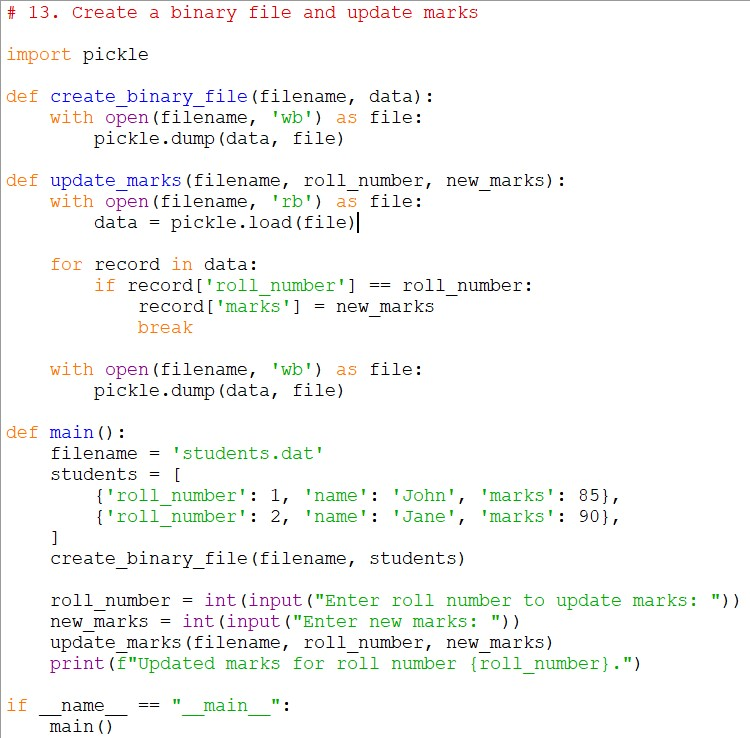 # 13. Create a binary file and update marks

import pickle

def create_binary_file(filename, data):
    with open(filename, 'wb') as file:
        pickle.dump(data, file)

def update_marks(filename, roll_number, new_marks):
    with open(filename, 'rb') as file:
        data = pickle.load(file)

    for record in data:
        if record['roll_number'] == roll_number:
            record['marks'] = new_marks
            break

    with open(filename, 'wb') as file:
        pickle.dump(data, file)

def main():
    filename = 'students.dat'
    students = [
        {'roll_number': 1, 'name': 'John', 'marks': 85},
        {'roll_number': 2, 'name': 'Jane', 'marks': 90},
    ]
    create_binary_file(filename, students)

    roll_number = int(input("Enter roll number to update marks: "))
    new_marks = int(input("Enter new marks: "))
    update_marks(filename, roll_number, new_marks)
    print(f"Updated marks for roll number {roll_number}.")

if __name__ == "__main__":
    main()